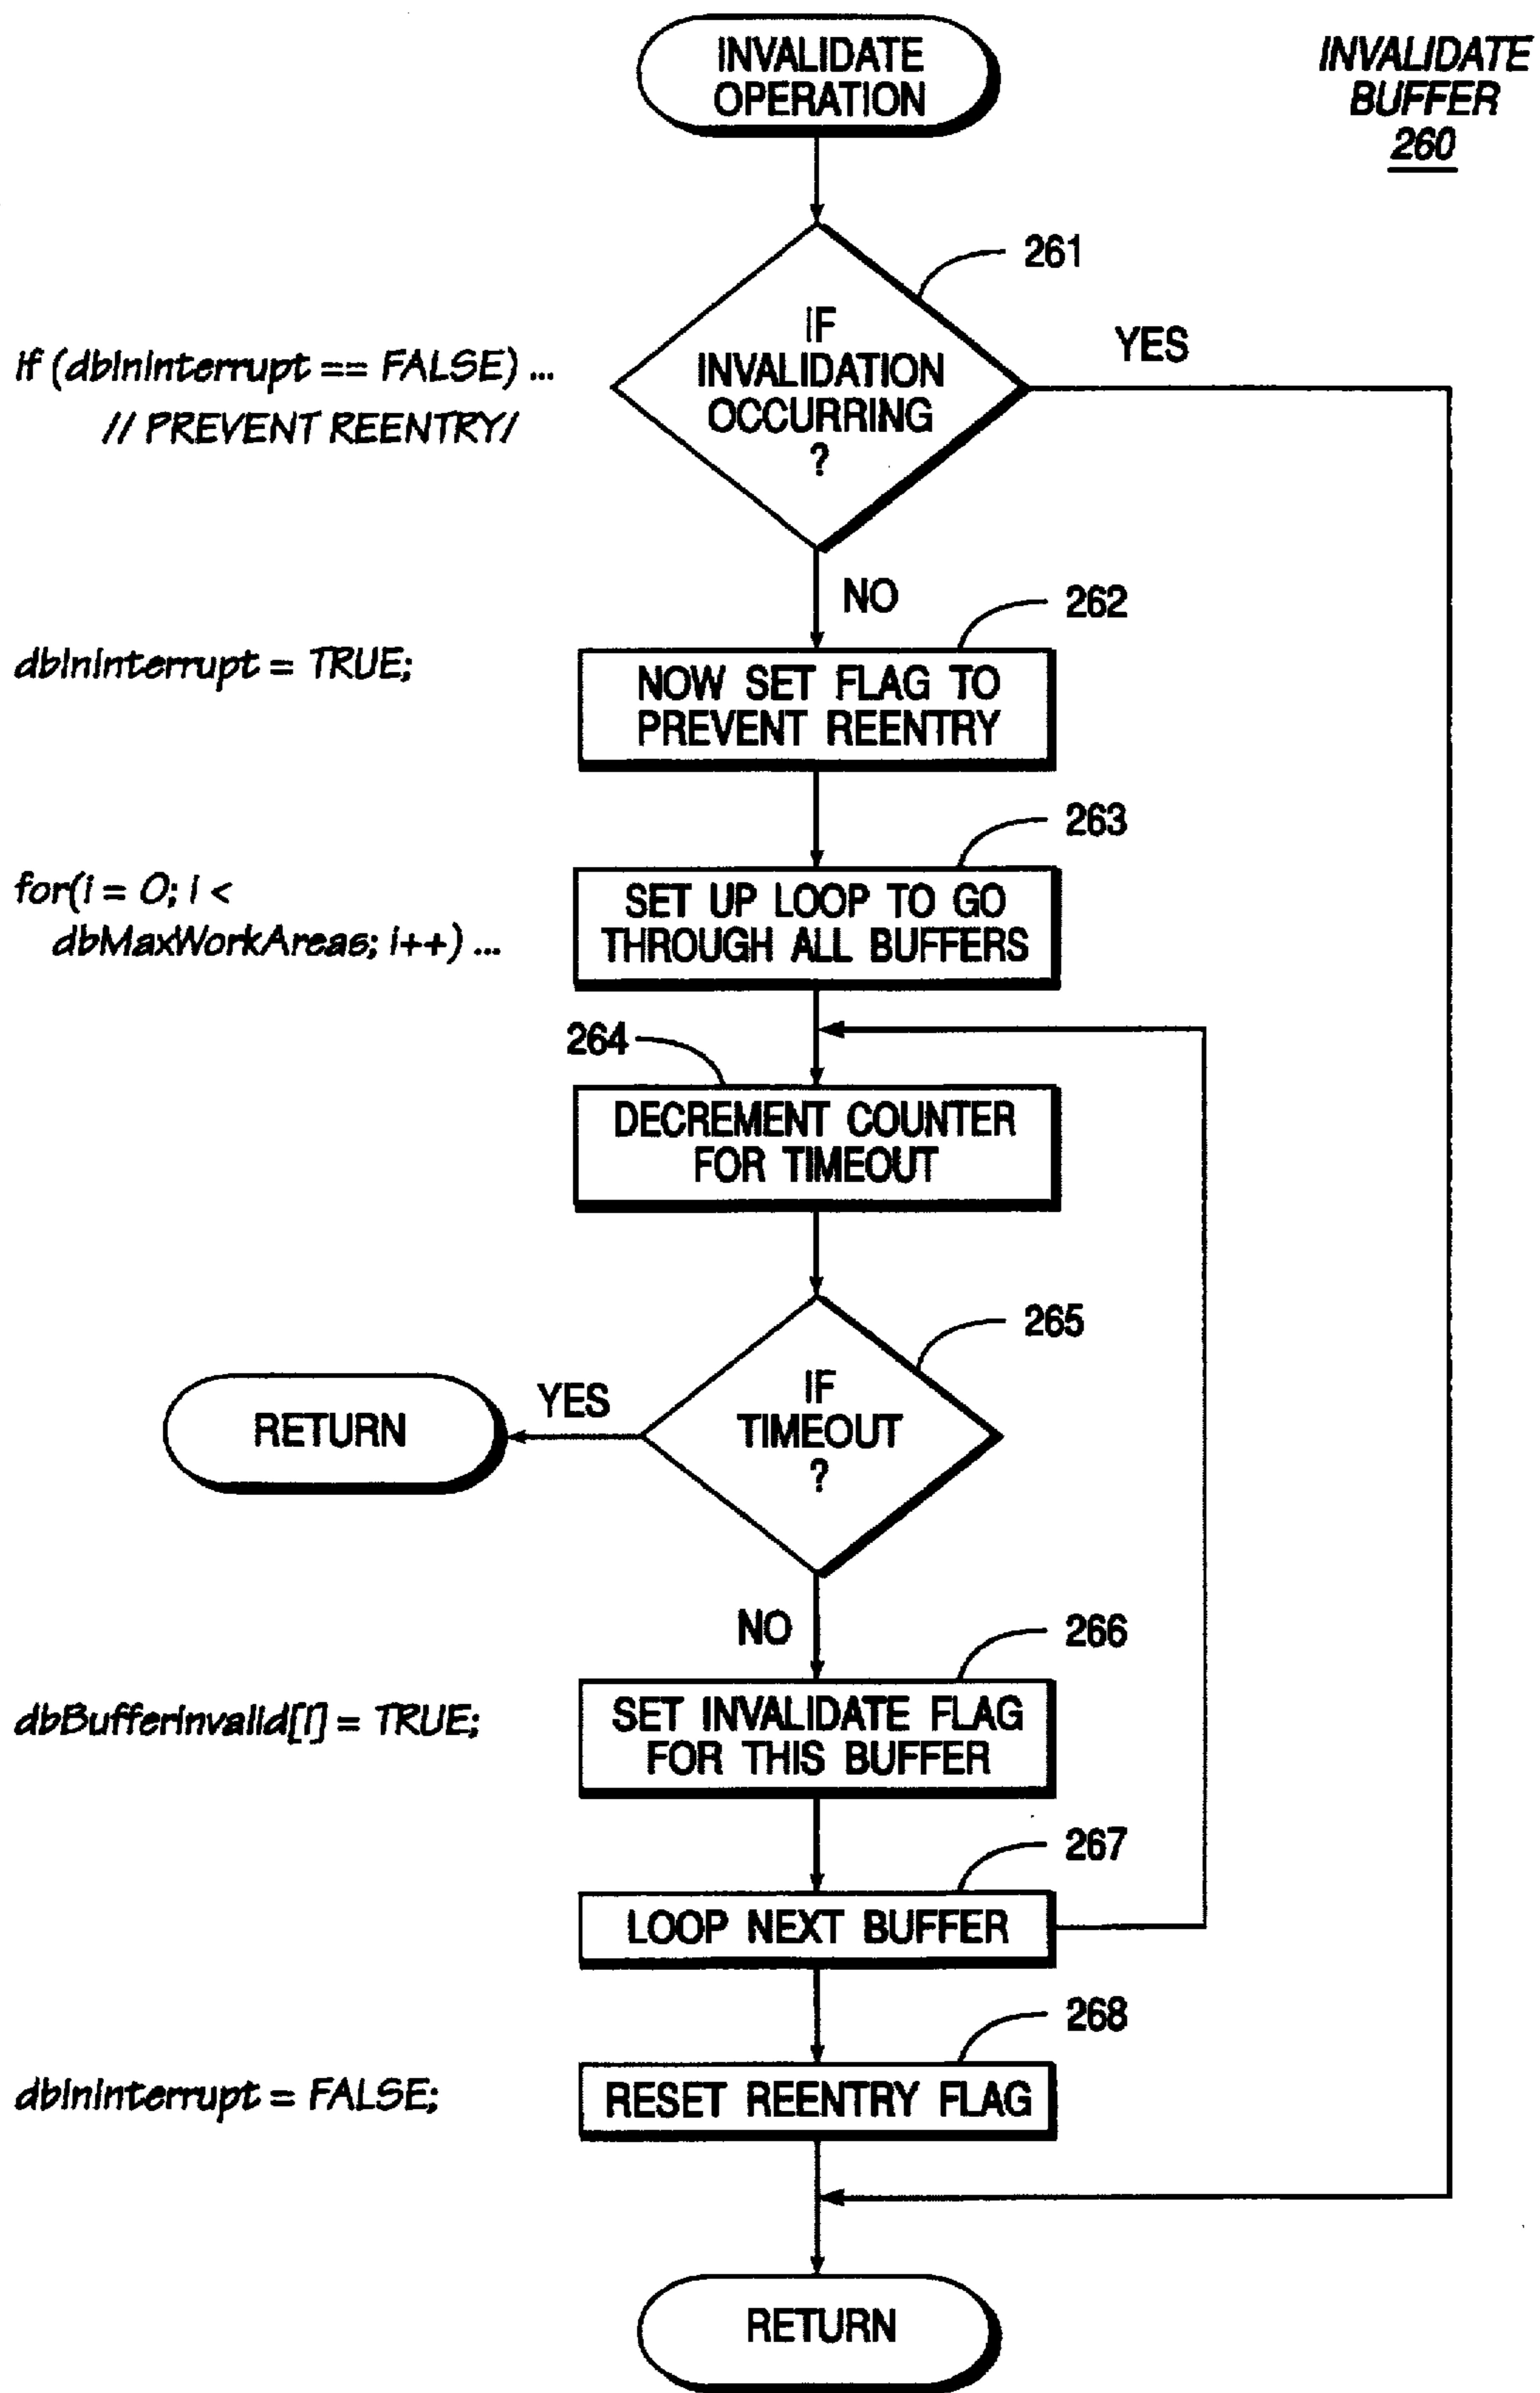 INVALIDATE
OPERATION
INVALIDATE
BUFFER
260
261
IF
INVALIDATION
OCCURRING
?
YES
if (dbInInterrupt == FALSE) ...
// PREVENT REENTRY/
NO
262
dbInInterrupt = TRUE;
NOW SET FLAG TO
PREVENT REENTRY
263
for(i = 0; i <
dbMaxWorkAreas; i++) ...
SET UP LOOP TO GO
THROUGH ALL BUFFERS
264
DECREMENT COUNTER
FOR TIMEOUT
265
IF
TIMEOUT
?
YES
RETURN
NO
266
dbBufferInvalid[i] = TRUE;
SET INVALIDATE FLAG
FOR THIS BUFFER
267
LOOP NEXT BUFFER
268
dbInInterrupt = FALSE;
RESET REENTRY FLAG
RETURN